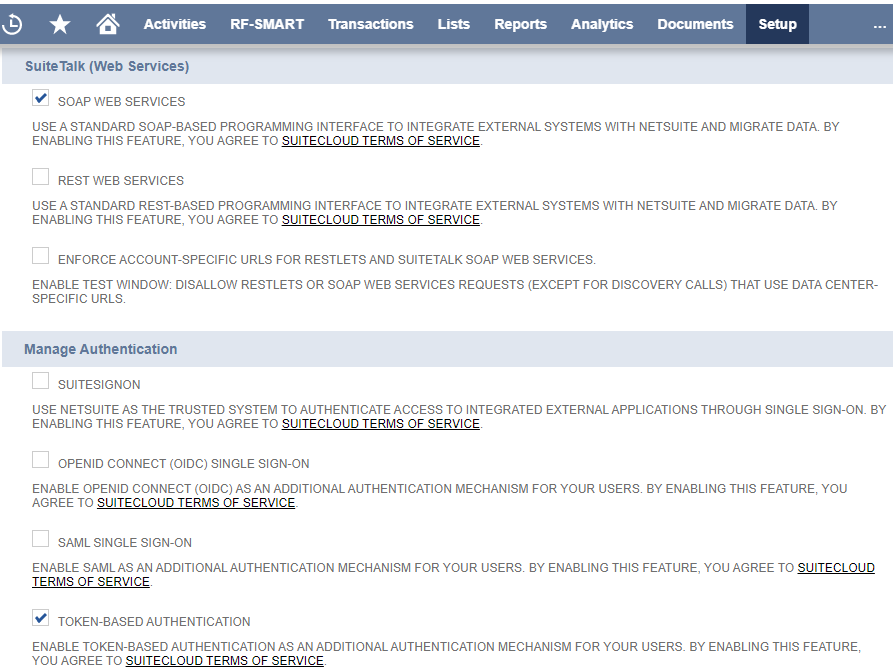 Activities RF-SMART Transactions Lists Reports Analytics Documents Setup ...
SuiteTalk (Web Services)
SOAP WEB SERVICES
USE A STANDARD SOAP-BASED PROGRAMMING INTERFACE TO INTEGRATE EXTERNAL SYSTEMS WITH NETSUITE AND MIGRATE DATA. BY
ENABLING THIS FEATURE, YOU AGREE TO SUITECLOUD TERMS OF SERVICE.
REST WEB SERVICES
USE A STANDARD REST-BASED PROGRAMMING INTERFACE TO INTEGRATE EXTERNAL SYSTEMS WITH NETSUITE AND MIGRATE DATA. BY
ENABLING THIS FEATURE, YOU AGREE TO SUITECLOUD TERMS OF SERVICE.
ENFORCE ACCOUNT-SPECIFIC URLS FOR RESTLETS AND SUITETALK SOAP WEB SERVICES.
ENABLE TEST WINDOW: DISALLOW RESTLETS OR SOAP WEB SERVICES REQUESTS (EXCEPT FOR DISCOVERY CALLS) THAT USE DATA CENTER-
SPECIFIC URLS.
Manage Authentication
SUITESIGNON
USE NETSUITE AS THE TRUSTED SYSTEM TO AUTHENTICATE ACCESS TO INTEGRATED EXTERNAL APPLICATIONS THROUGH SINGLE SIGN-ON. BY
ENABLING THIS FEATURE, YOU AGREE TO SUITECLOUD TERMS OF SERVICE.
OPENID CONNECT (OIDC) SINGLE SIGN-ON
ENABLE OPENID CONNECT (OIDC) AS AN ADDITIONAL AUTHENTICATION MECHANISM FOR YOUR USERS. BY ENABLING THIS FEATURE, YOU
AGREE TO SUITECLOUD TERMS OF SERVICE.
SAML SINGLE SIGN-ON
ENABLE SAML AS AN ADDITIONAL AUTHENTICATION MECHANISM FOR YOUR USERS. BY ENABLING THIS FEATURE, YOU AGREE TO SUITECLOUD
TERMS OF SERVICE.
TOKEN-BASED AUTHENTICATION
ENABLE TOKEN-BASED AUTHENTICATION AS AN ADDITIONAL AUTHENTICATION MECHANISM FOR YOUR USERS. BY ENABLING THIS FEATURE,
YOU AGREE TO SUITECLOUD TERMS OF SERVICE.